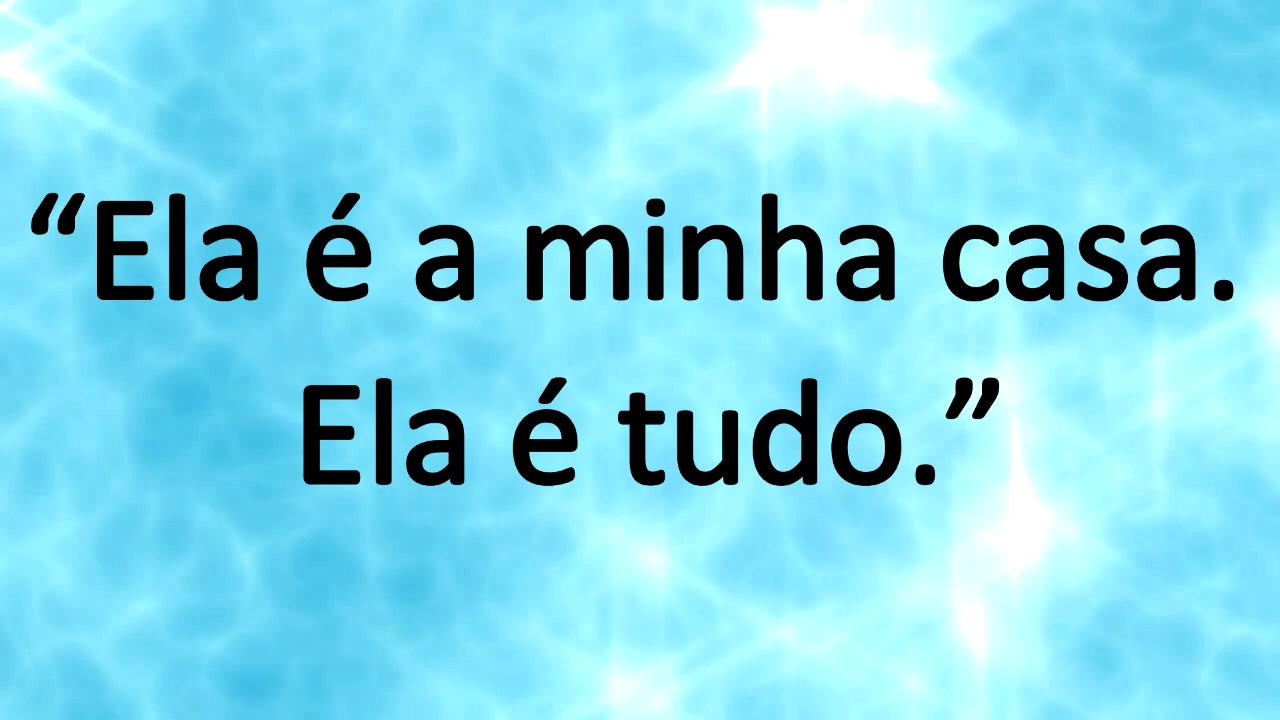 “Ela é a minha casa.
Ela é tudo.”